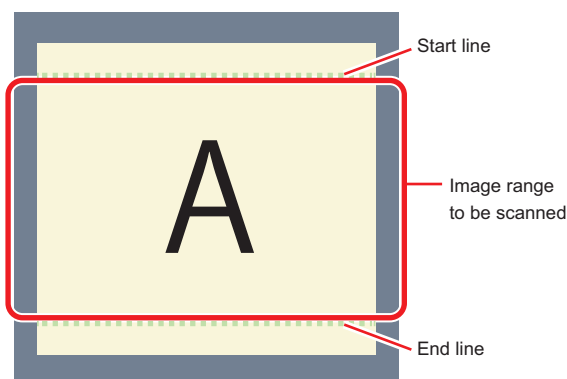 Start line
A
Image range
to be scanned
End line